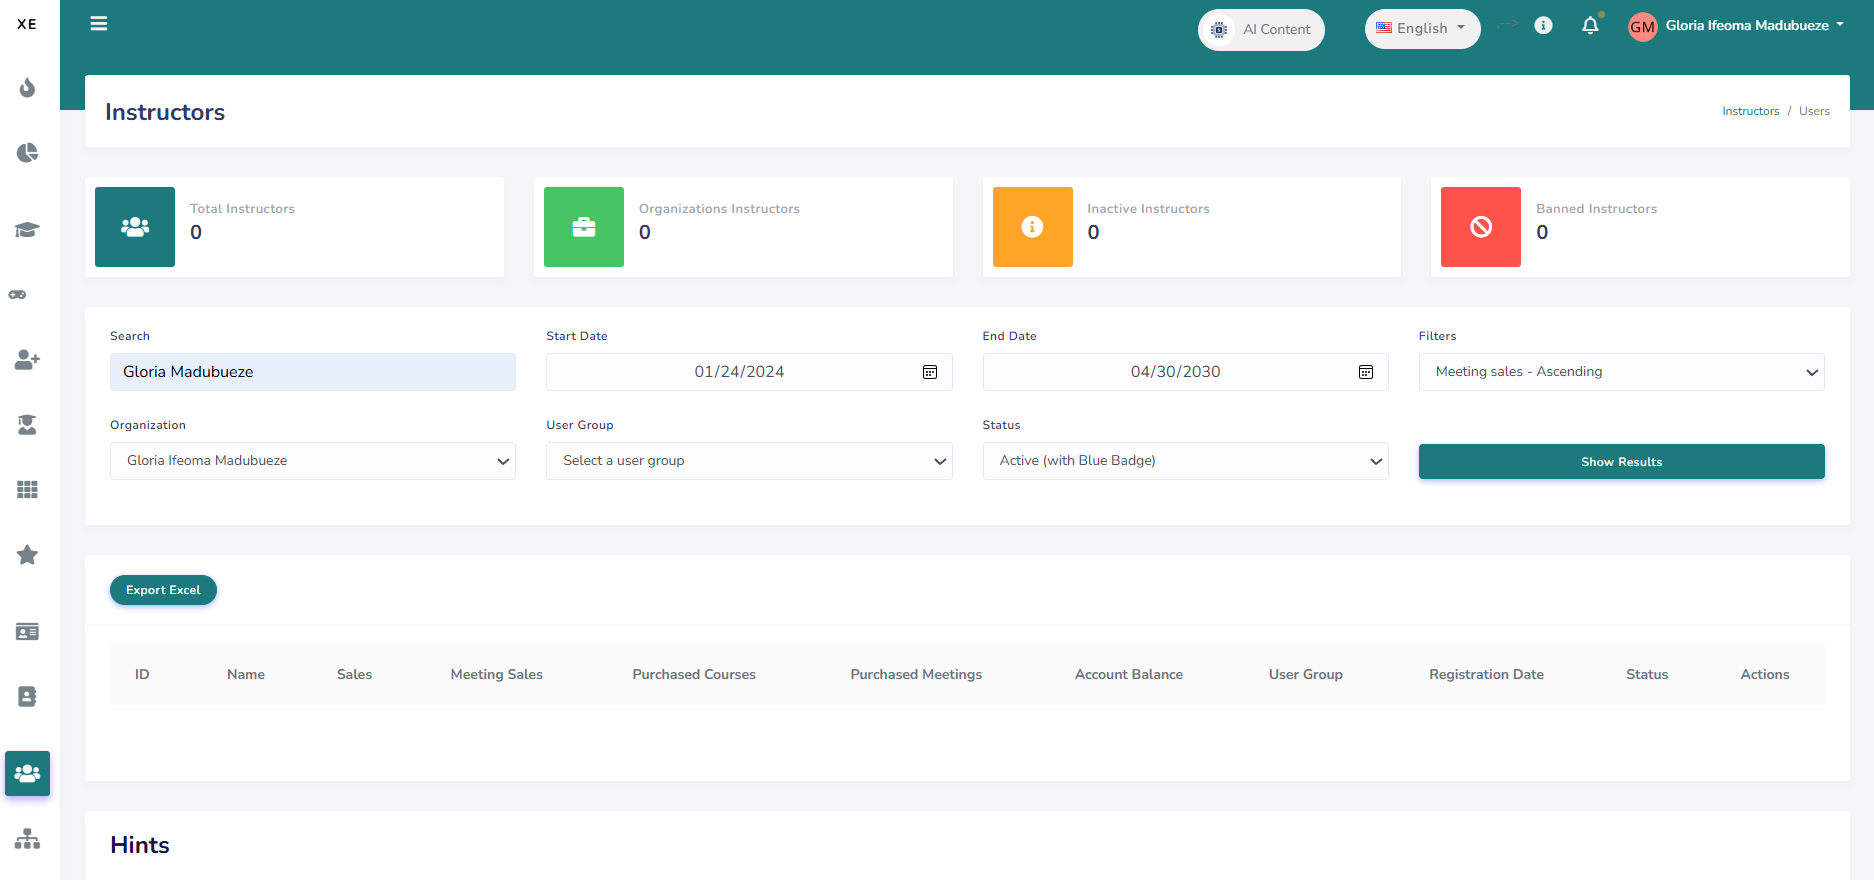 XE
AI Content
English
-->
GM
Gloria Ifeoma Madubueze
Instructors
Instructors / Users
Total Instructors
0
Organizations Instructors
0
Inactive Instructors
0
Banned Instructors
0
Search
Start Date
End Date
Filters
Gloria Madubueze
01/24/2024
04/30/2030
Meeting sales - Ascending
Organization
User Group
Status
Gloria Ifeoma Madubueze
Select a user group
Active (with Blue Badge)
Show Results
Export Excel
ID Name Sales Meeting Sales Purchased Courses Purchased Meetings Account Balance User Group Registration Date Status Actions
Hints